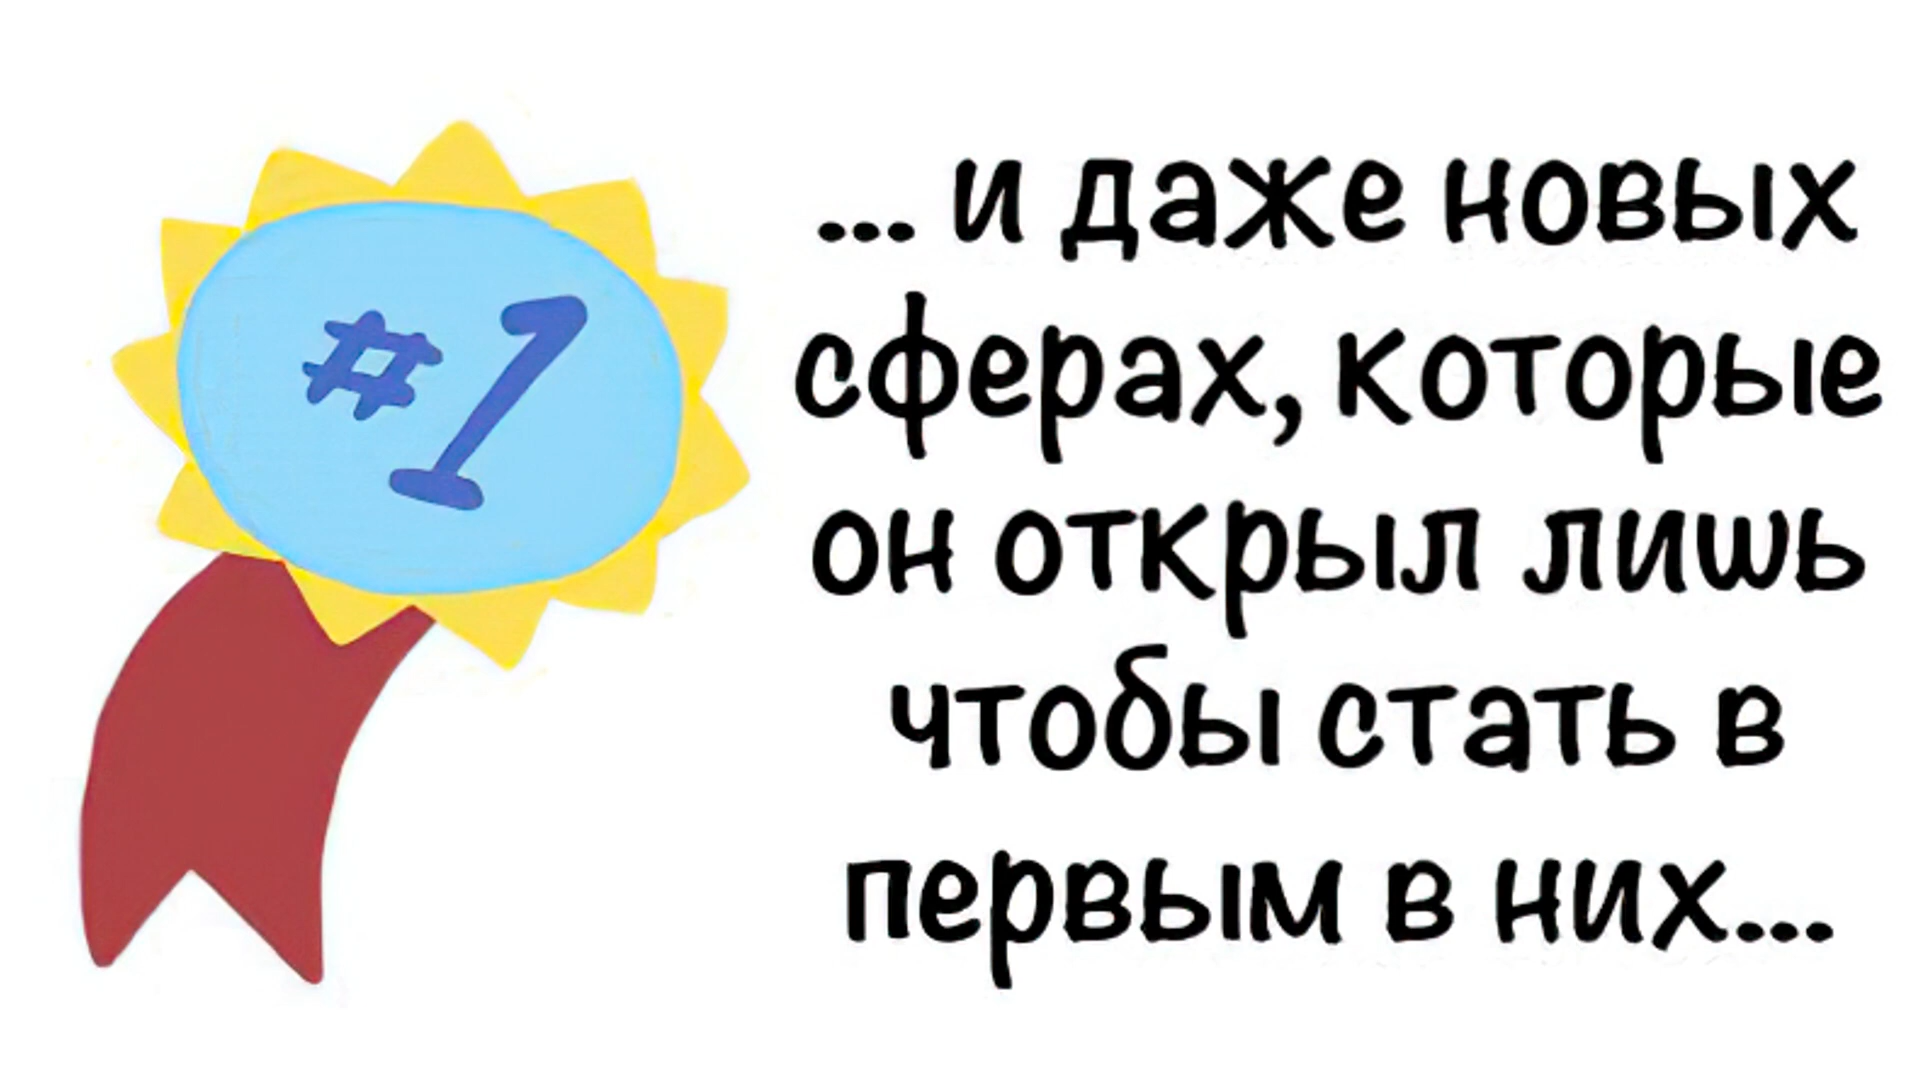 #1
... и даже новых
сферах, которые
он открыл лишь
чтобы стать в
первым в них...